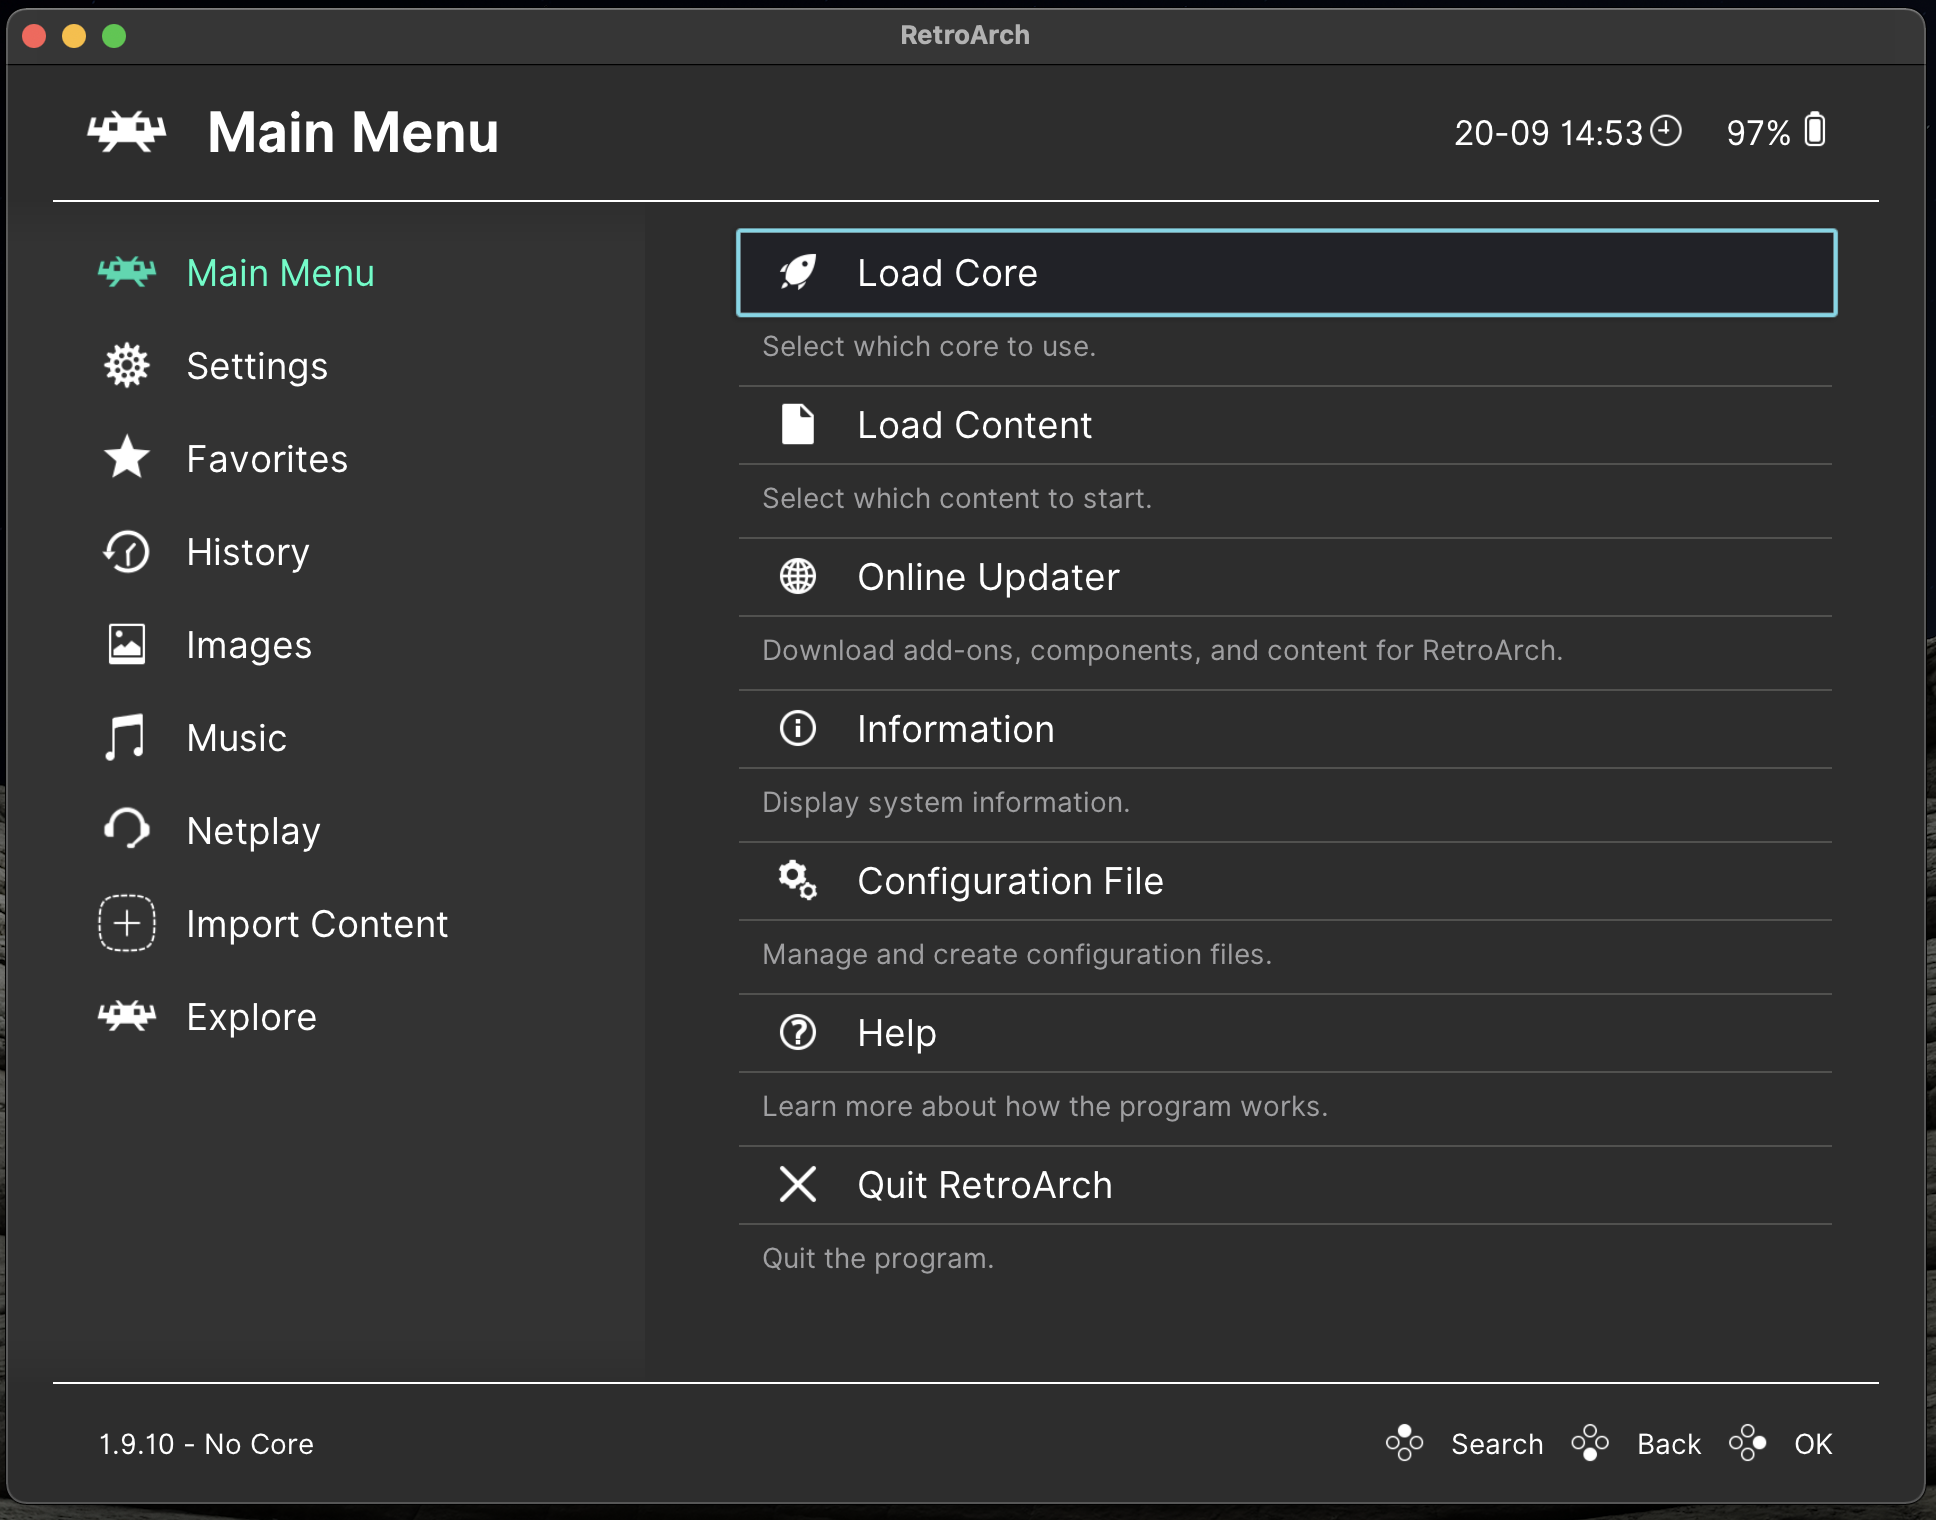 RetroArch
Main Menu
20-09 14:53
97%
Main Menu
Settings
Favorites
History
Images
Music
Netplay
Import Content
Explore
Load Core
Select which core to use.
Load Content
Select which content to start.
Online Updater
Download add-ons, components, and content for RetroArch.
Information
Display system information.
Configuration File
Manage and create configuration files.
Help
Learn more about how the program works.
Quit RetroArch
Quit the program.
1.9.10 - No Core
Search
Back
OK